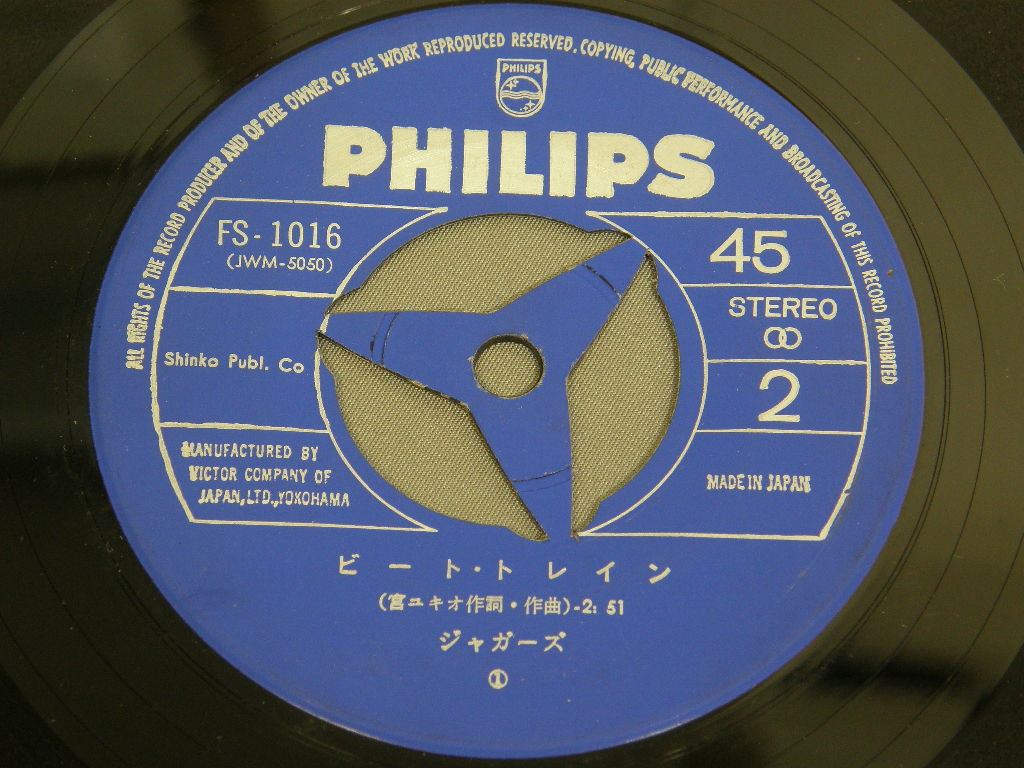 ALL RIGHTS OF THE RECORD PRODUCER AND OF THE OWNER OF THE WORK REPRODUCED RESERVED, COPYING, PUBLIC PERFORMANCE AND BROADCASTING OF THIS RECORD PROHIBITED
PHILIPS
PHILIPS
FS-1016
(JWM-5050)
Shinko Publ. Co
MANUFACTURED BY
VICTOR COMPANY OF
JAPAN,LTD.,YOKOHAMA
45
STEREO
2
MADE IN JAPAN
ビート・トレイン
(宮ユキオ作詞・作曲)-2:51
ジャガーズ
①